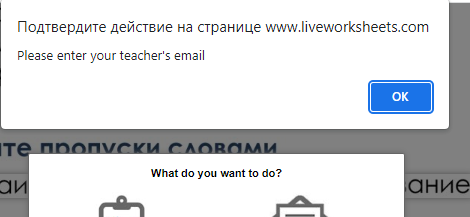 Подтвердите действие на странице www.liveworksheets.com
Please enter your teacher's email
OK
те пропуски словами
What do you want to do?